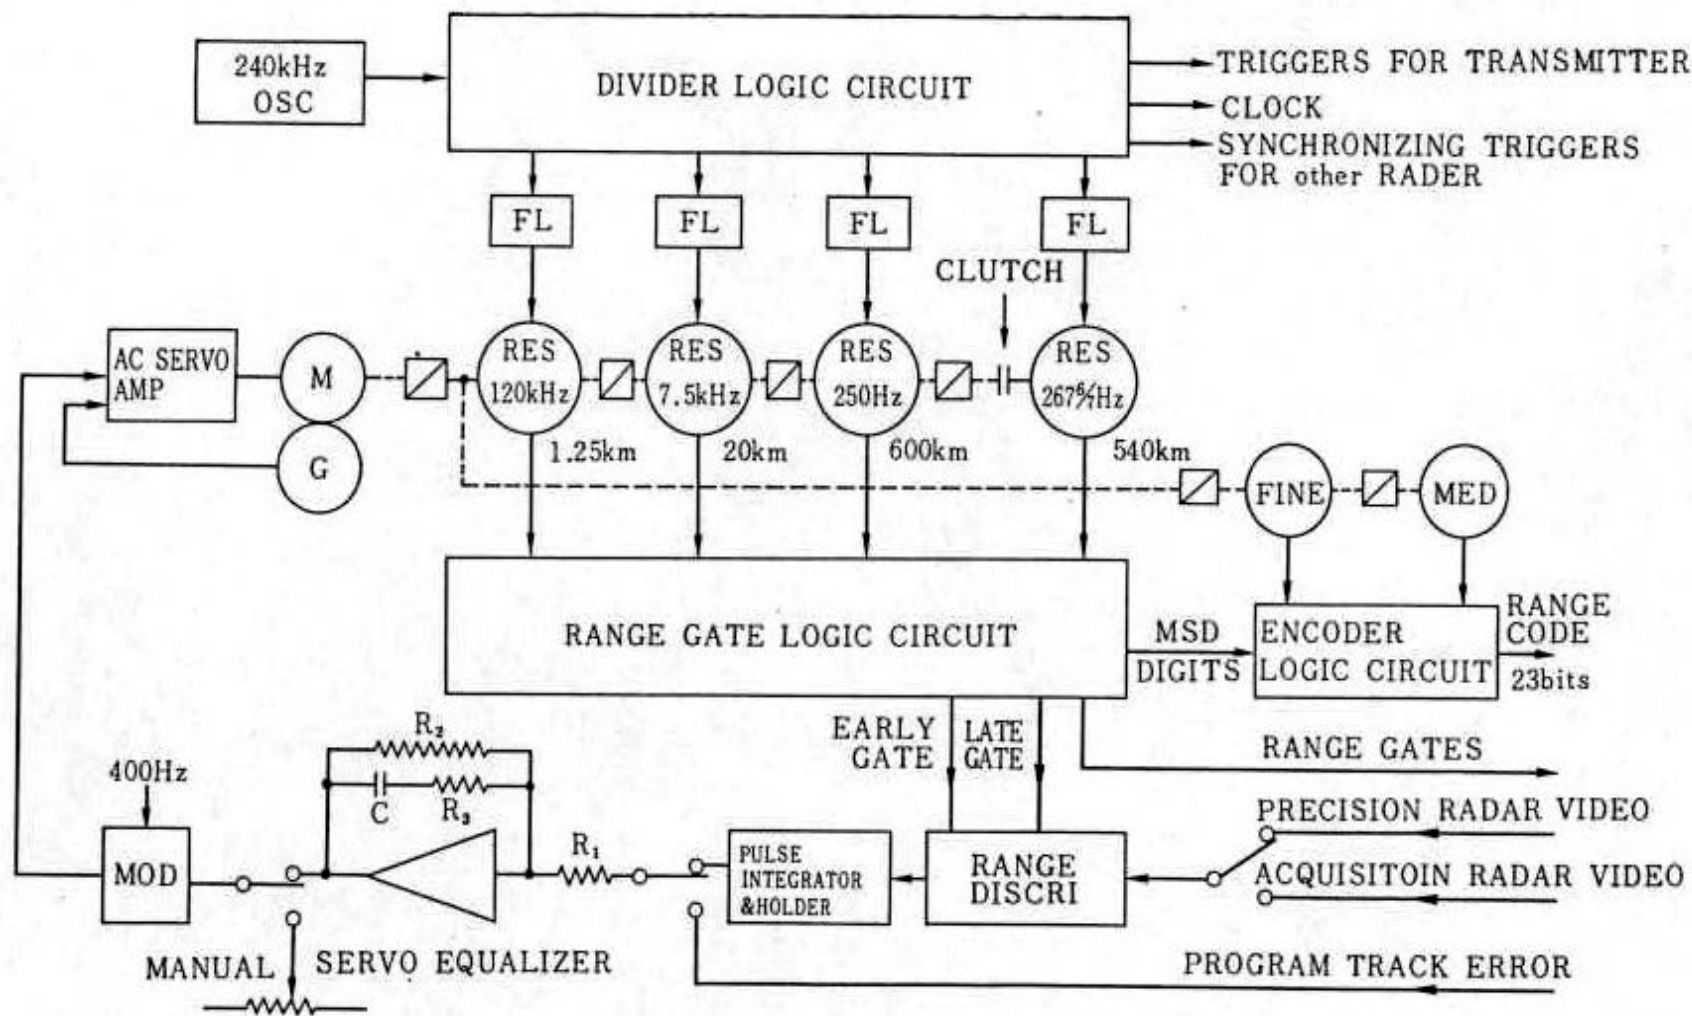 240kHz
OSC
DIVIDER LOGIC CIRCUIT
TRIGGERS FOR TRANSMITTER
CLOCK
SYNCHRONIZING TRIGGERS
FOR other RADER
FL
FL
FL
FL
CLUTCH
AC SERVO
AMP
M
G
RES
120kHz
RES
7.5kHz
RES
250Hz
RES
267 6/7Hz
1.25km
20km
600km
540km
FINE
MED
RANGE GATE LOGIC CIRCUIT
MSD
DIGITS
ENCODER
LOGIC CIRCUIT
RANGE
CODE
23bits
EARLY
GATE
LATE
GATE
RANGE GATES
400Hz
MOD
R₂
C
R₃
R₁
PULSE
INTEGRATOR
&HOLDER
RANGE
DISCRI
PRECISION RADAR VIDEO
ACQUISITOIN RADAR VIDEO
MANUAL
SERVO EQUALIZER
PROGRAM TRACK ERROR